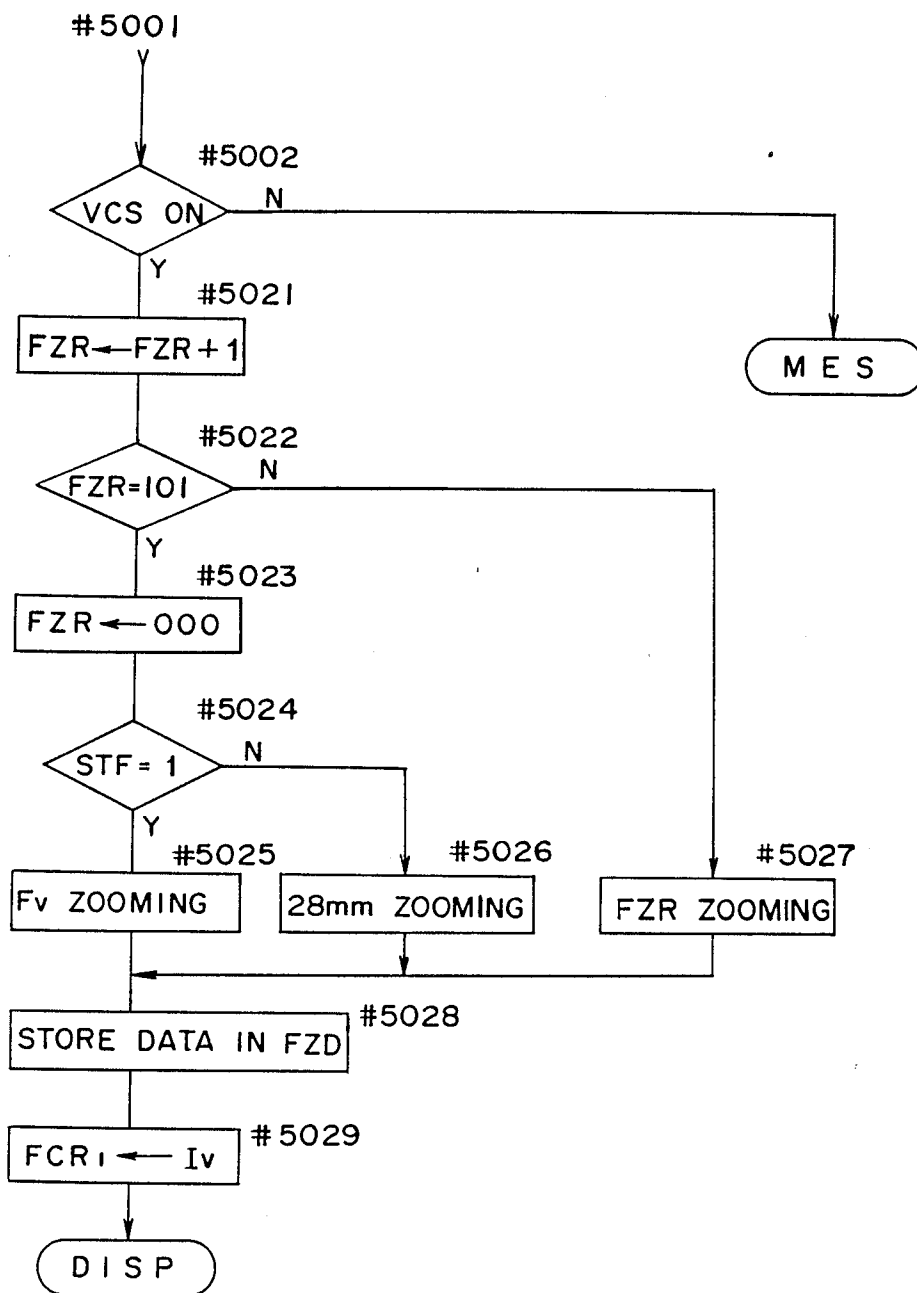 #5001
#5002
VCS ON
N
Y
#5021
FZR←FZR+1
MES
#5022
FZR=101
N
Y
#5023
FZR←000
#5024
STF=1
N
Y
#5025
Fv ZOOMING
#5026
28mm ZOOMING
#5027
FZR ZOOMING
#5028
STORE DATA IN FZD
#5029
FCR1←Iv
DISP